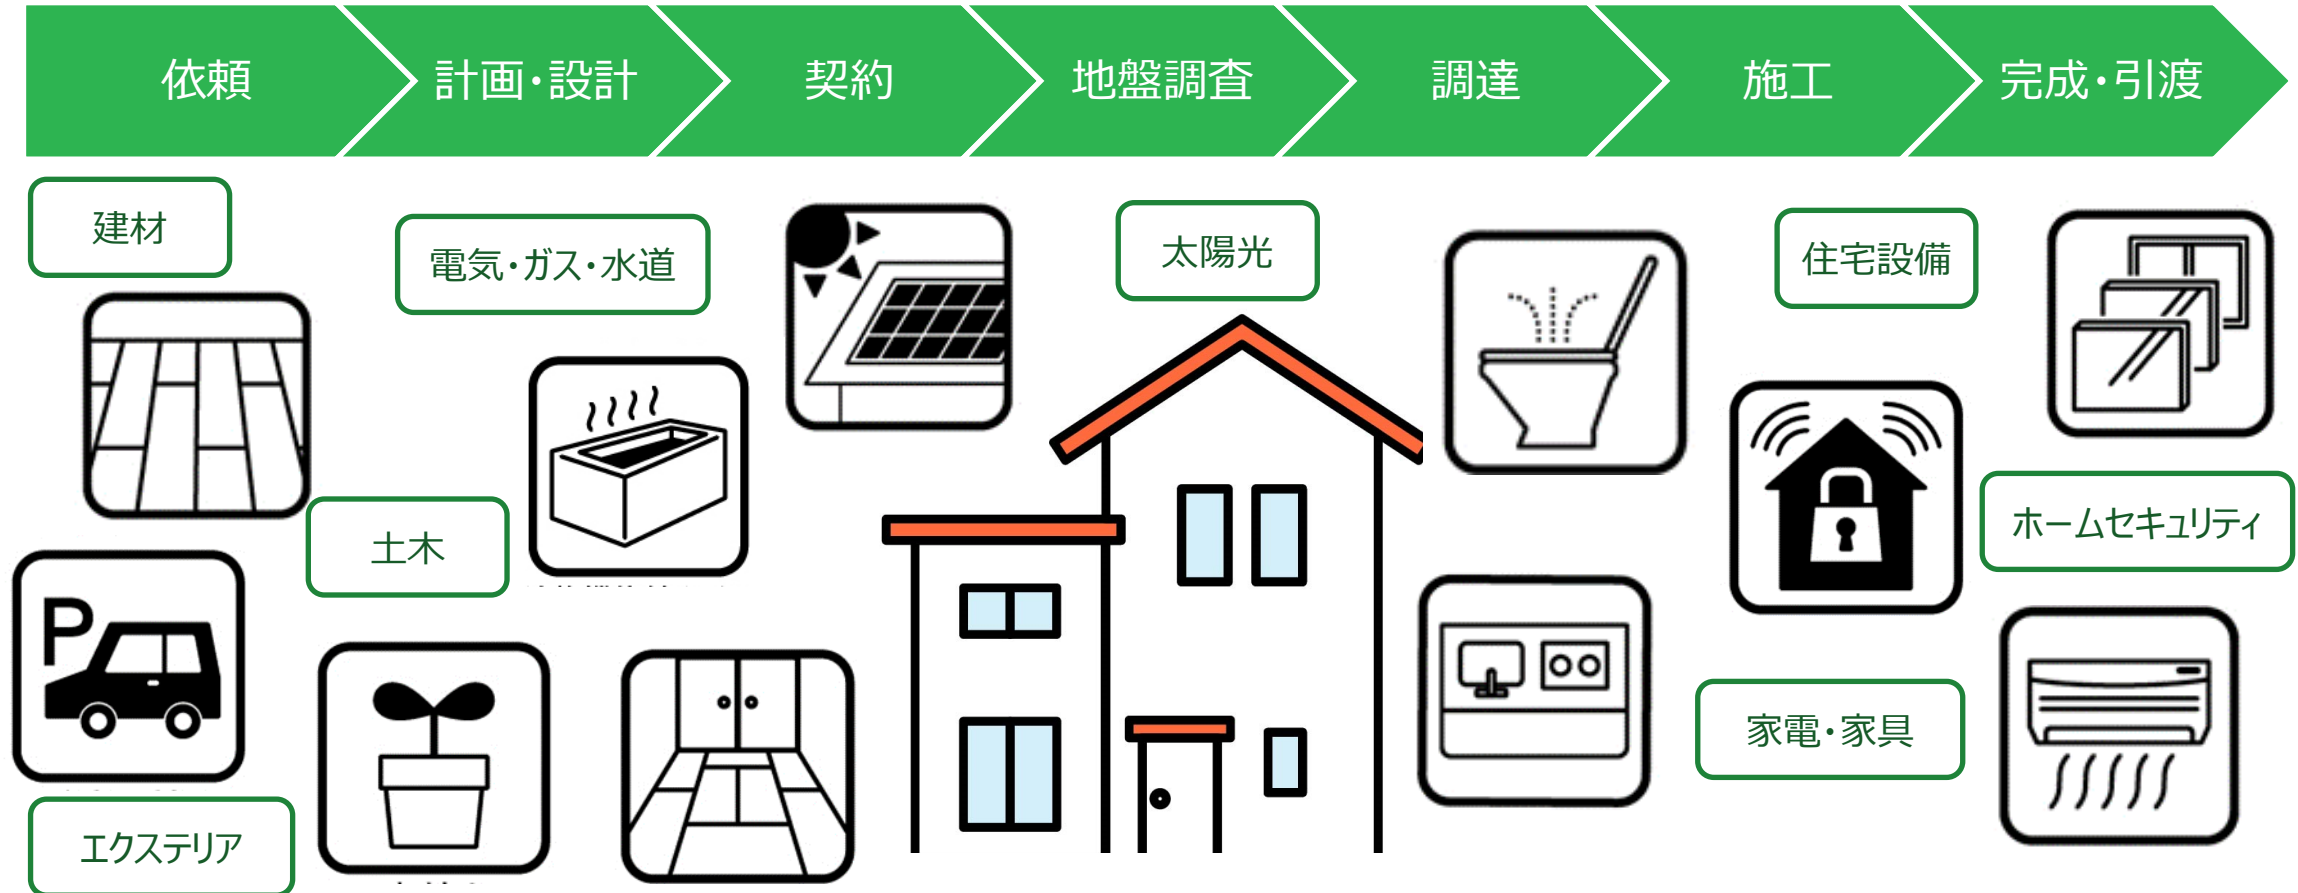 依頼
計画・設計
契約
地盤調査
調達
施工
完成・引渡
建材
電気・ガス・水道
太陽光
住宅設備
土木
ホームセキュリティ
P
家電・家具
エクステリア